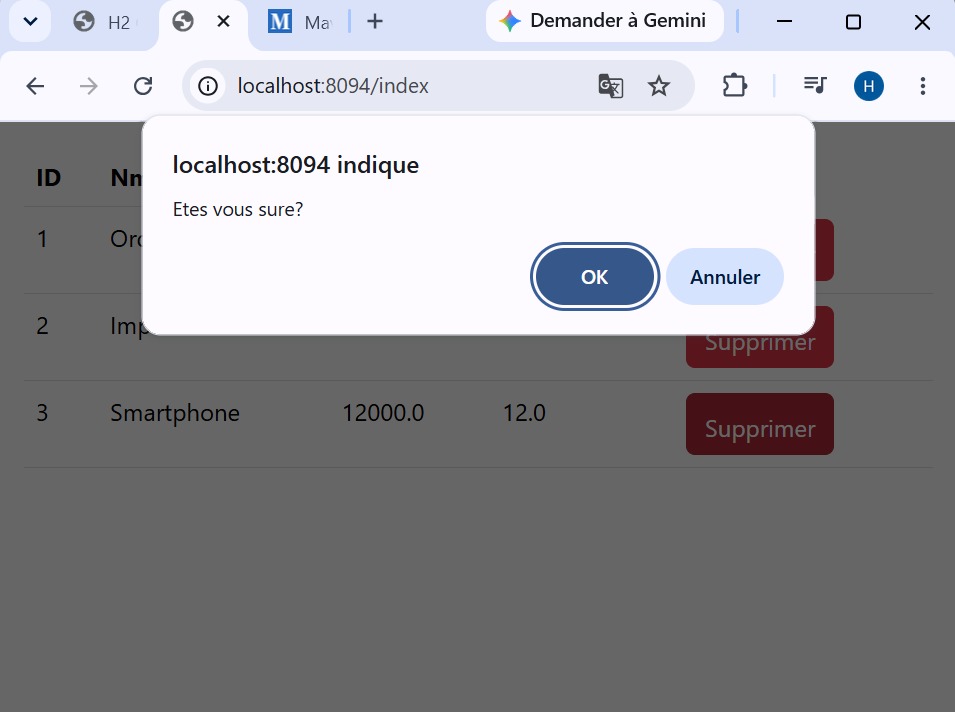 H2
M Ma
Demander à Gemini
localhost:8094/index
H
localhost:8094 indique
Etes vous sure?
OK
Annuler
ID
1
2
Supprimer
3 Smartphone 12000.0 12.0 Supprimer